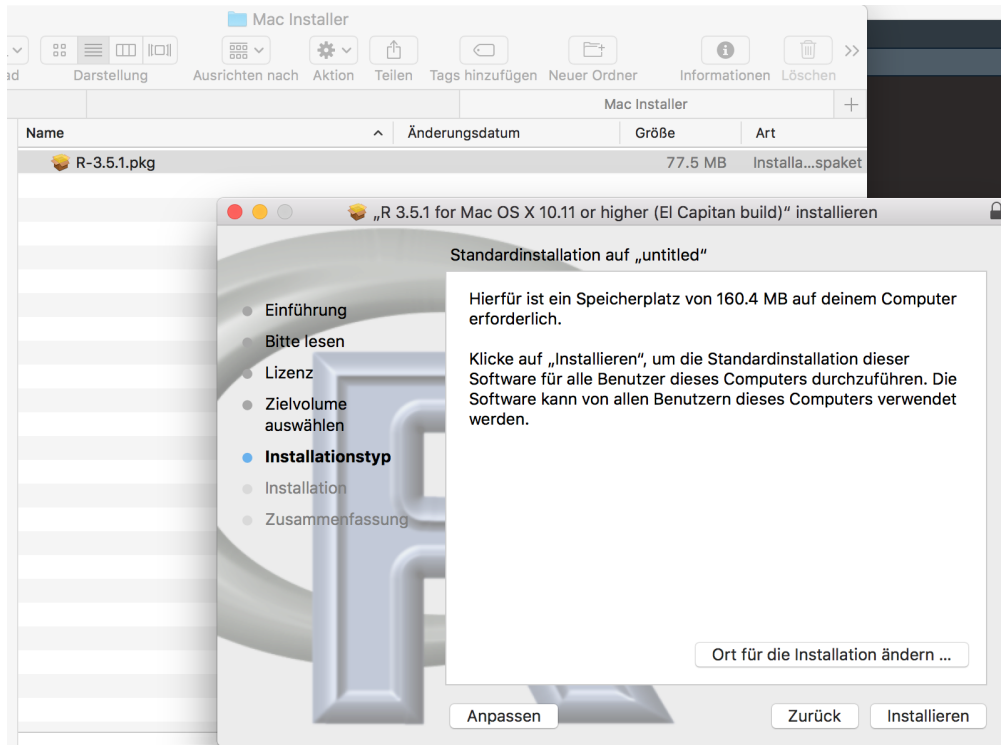 Mac Installer
ad Darstellung Ausrichten nach Aktion Teilen Tags hinzufügen Neuer Ordner Informationen Löschen
Mac Installer
Name Änderungsdatum Größe Art
R-3.5.1.pkg 77.5 MB Installa...spaket
„R 3.5.1 for Mac OS X 10.11 or higher (El Capitan build)“ installieren
Standardinstallation auf „untitled“
Einführung
Bitte lesen
Lizenz
Zielvolume
auswählen
Installationstyp
Installation
Zusammenfassung
Hierfür ist ein Speicherplatz von 160.4 MB auf deinem Computer
erforderlich.
Klicke auf „Installieren“, um die Standardinstallation dieser
Software für alle Benutzer dieses Computers durchzuführen. Die
Software kann von allen Benutzern dieses Computers verwendet
werden.
Ort für die Installation ändern ...
Anpassen Zurück Installieren